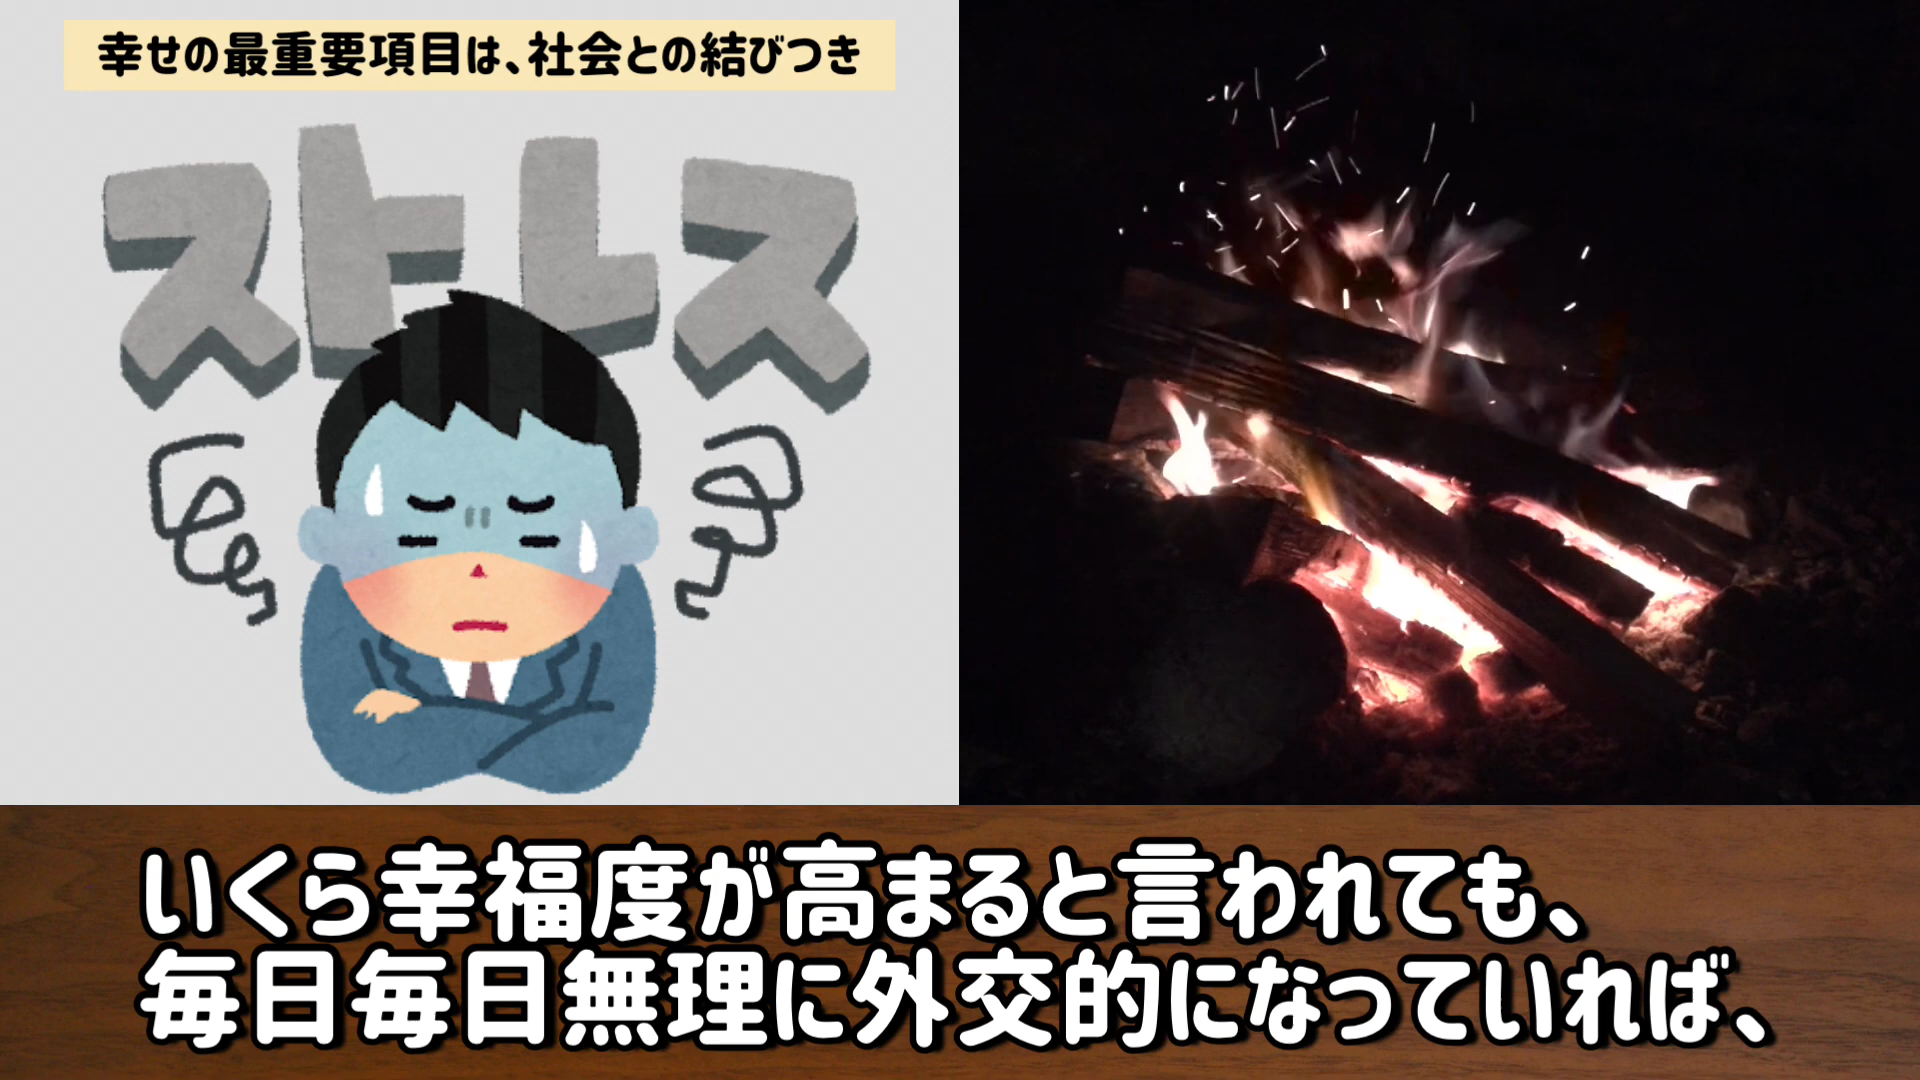 幸せの最重要項目は、社会との結びつき
ストレス
いくら幸福度が高まると言われても、
毎日毎日無理に外交的になっていれば、